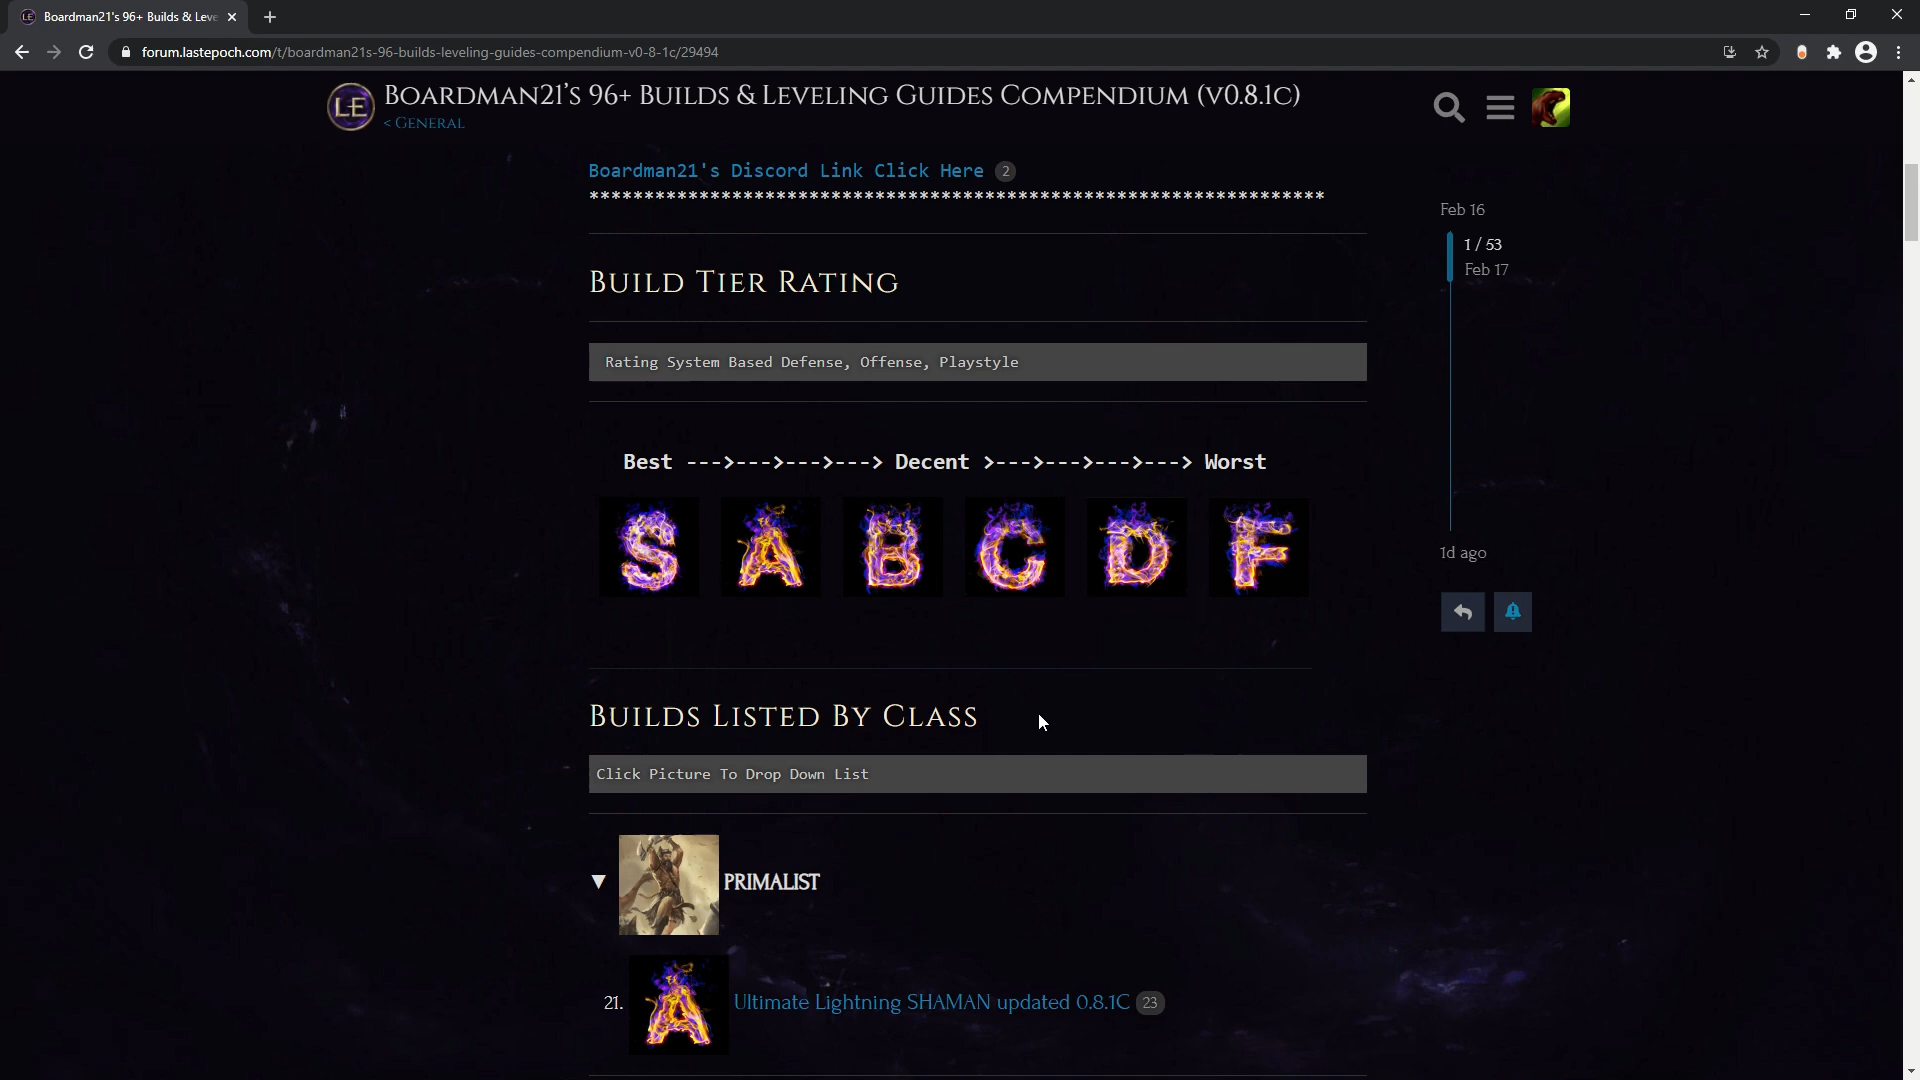 Boardman21's 96+ Builds & Leve
forum.lastepoch.com/t/boardman21s-96-builds-leveling-guides-compendium-v0-8-1c/29494
LE
Boardman21's 96+ Builds & Leveling Guides Compendium (v0.8.1c)
< General
Boardman21's Discord Link Click Here 2
*******************************************************************
Feb 16
1 / 53
Feb 17
Build Tier Rating
Rating System Based Defense, Offense, Playstyle
Best --->--->--->---> Decent >--->--->--->---> Worst
S A B C D F
1d ago
Builds Listed By Class
Click Picture To Drop Down List
▼ PRIMALIST
21. A Ultimate Lightning SHAMAN updated 0.8.1C 23